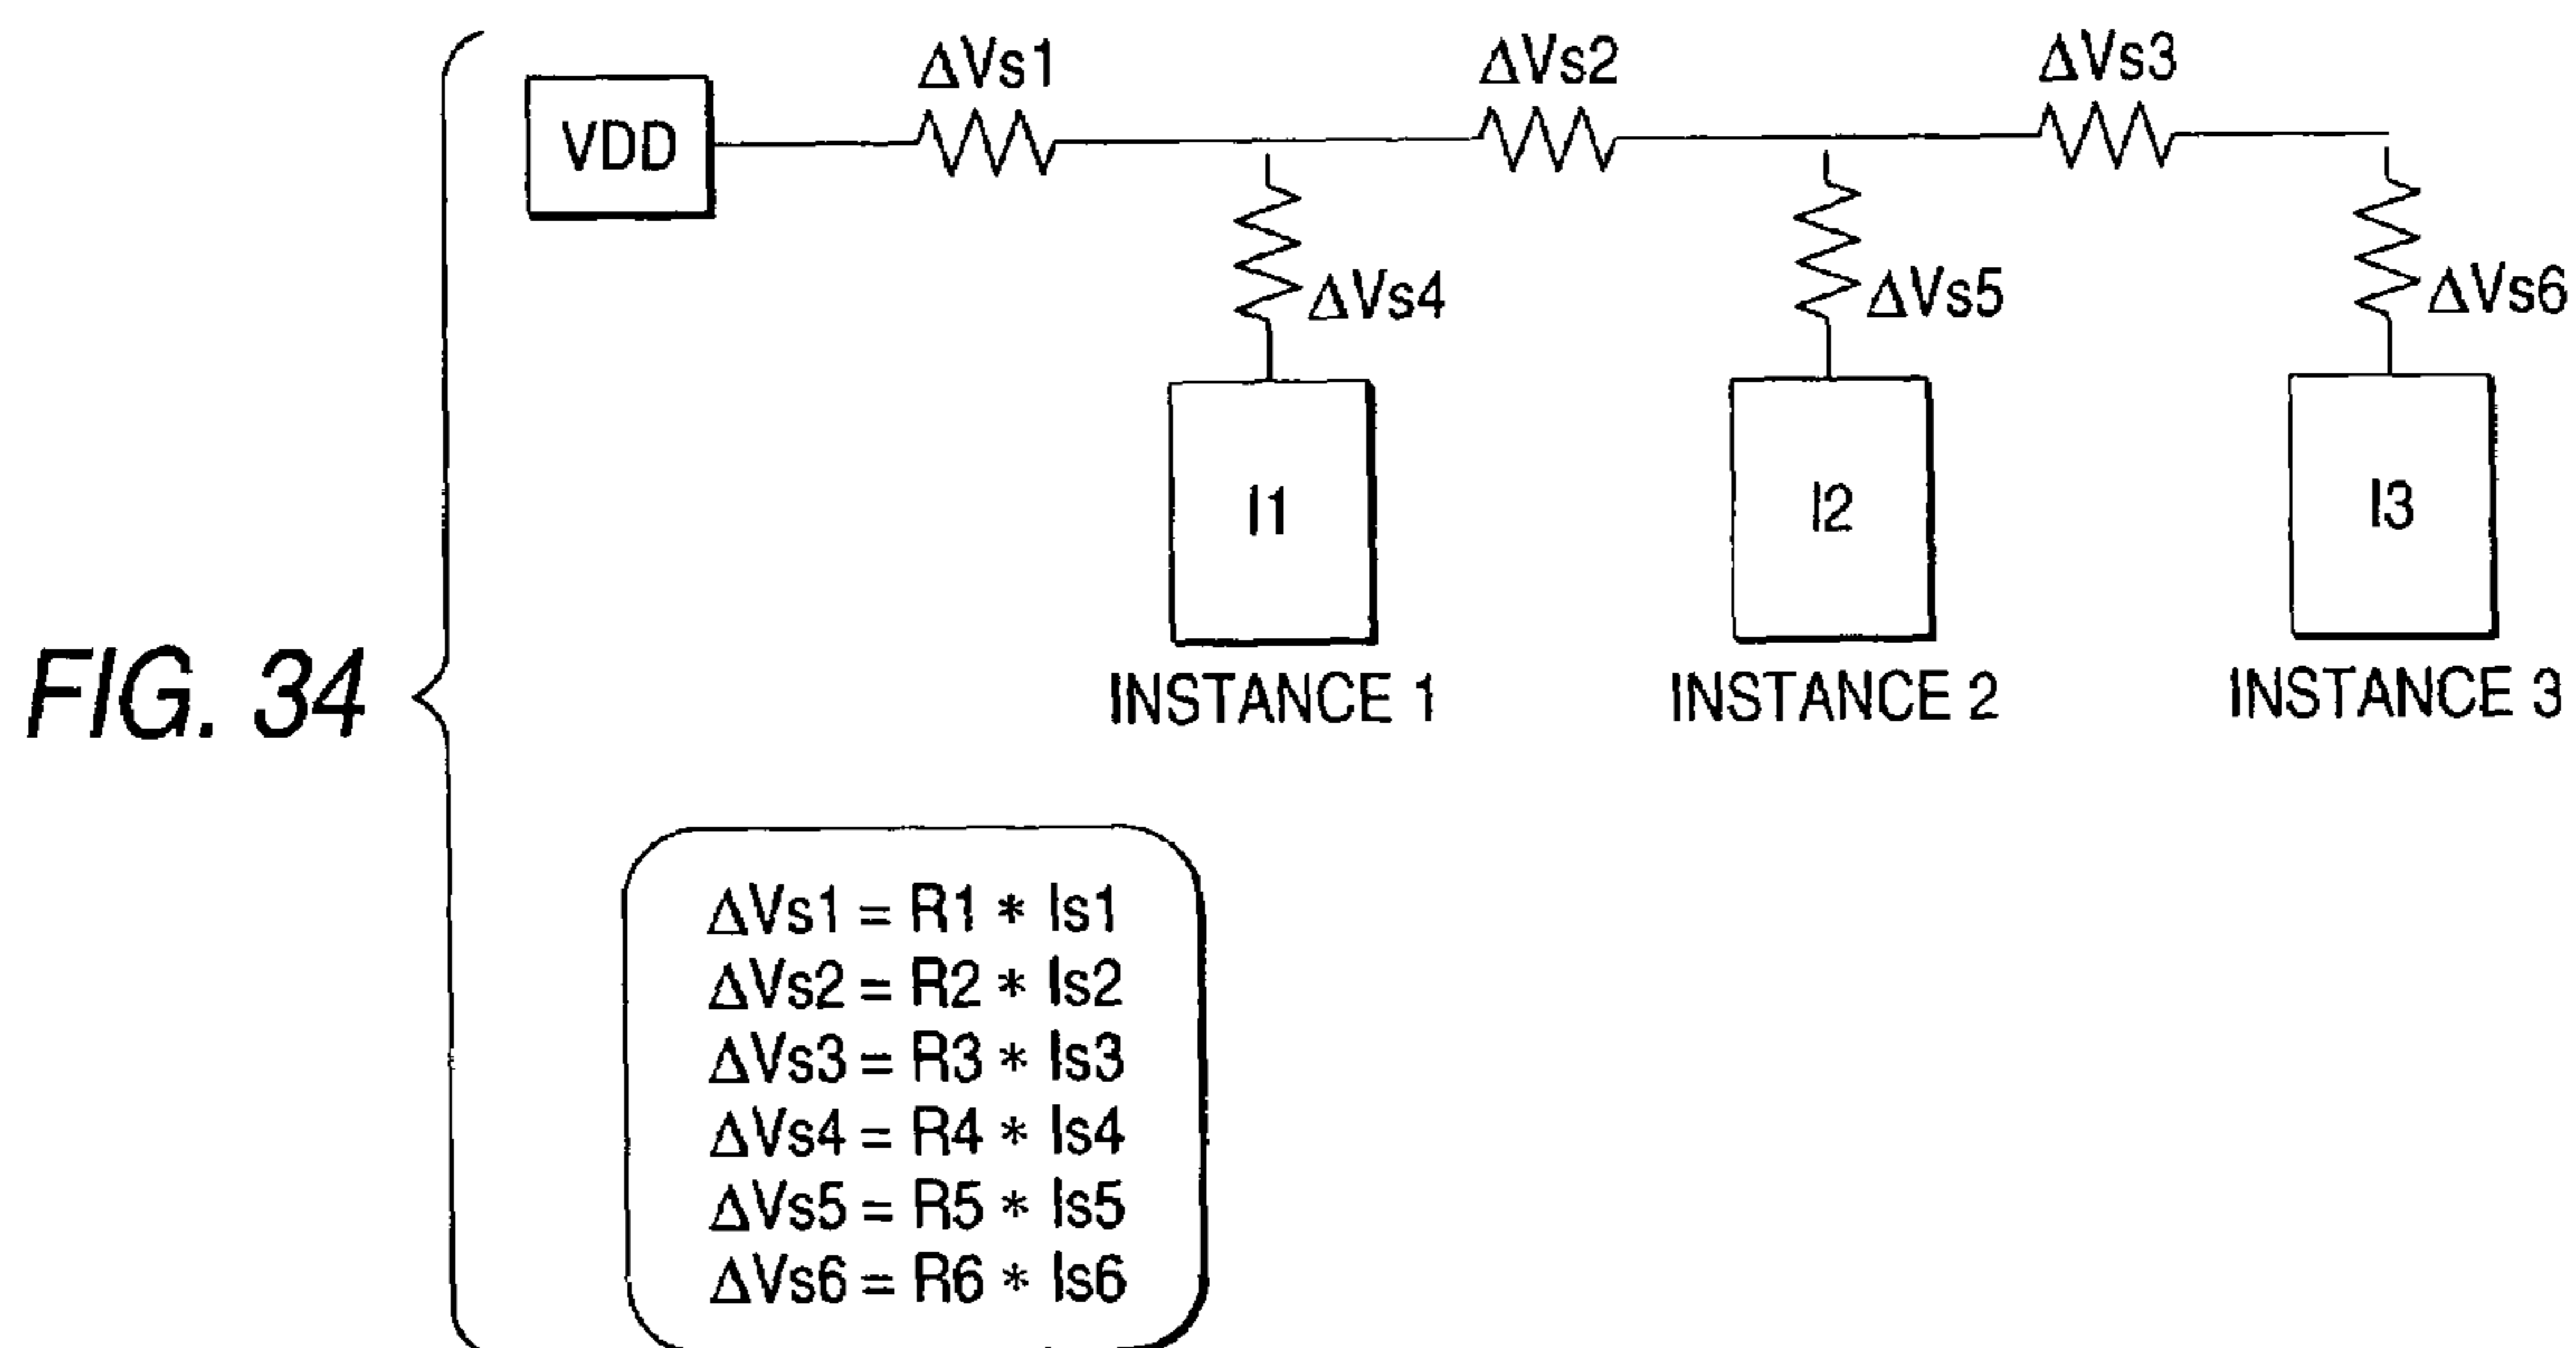 ΔVs1
ΔVs2
ΔVs3
VDD
ΔVs4
ΔVs5
ΔVs6
I1
I2
I3
INSTANCE 1
INSTANCE 2
INSTANCE 3
FIG. 34
ΔVs1 = R1 * Is1
ΔVs2 = R2 * Is2
ΔVs3 = R3 * Is3
ΔVs4 = R4 * Is4
ΔVs5 = R5 * Is5
ΔVs6 = R6 * Is6